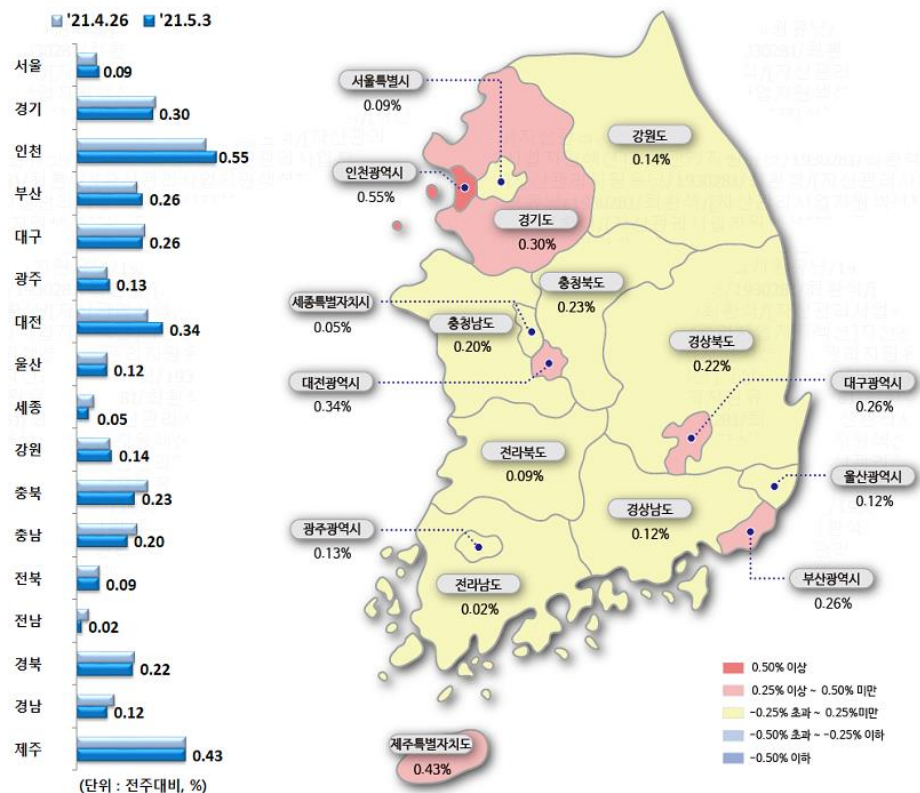 '21.4.26 '21.5.3
서울 0.09
경기 0.30
인천 0.55
부산 0.26
대구 0.26
광주 0.13
대전 0.34
울산 0.12
세종 0.05
강원 0.14
충북 0.23
충남 0.20
전북 0.09
전남 0.02
경북 0.22
경남 0.12
제주 0.43
(단위 : 전주대비, %)
서울특별시
0.09%
강원도
0.14%
인천광역시
0.55%
경기도
0.30%
충청북도
0.23%
세종특별자치시
0.05%
충청남도
0.20%
경상북도
0.22%
대전광역시
0.34%
대구광역시
0.26%
전라북도
0.09%
울산광역시
0.12%
경상남도
0.12%
광주광역시
0.13%
전라남도
0.02%
부산광역시
0.26%
제주특별자치도
0.43%
0.50% 이상
0.25% 이상 ~ 0.50% 미만
-0.25% 초과 ~ 0.25%미만
-0.50% 초과 ~ -0.25% 이하
-0.50% 이하